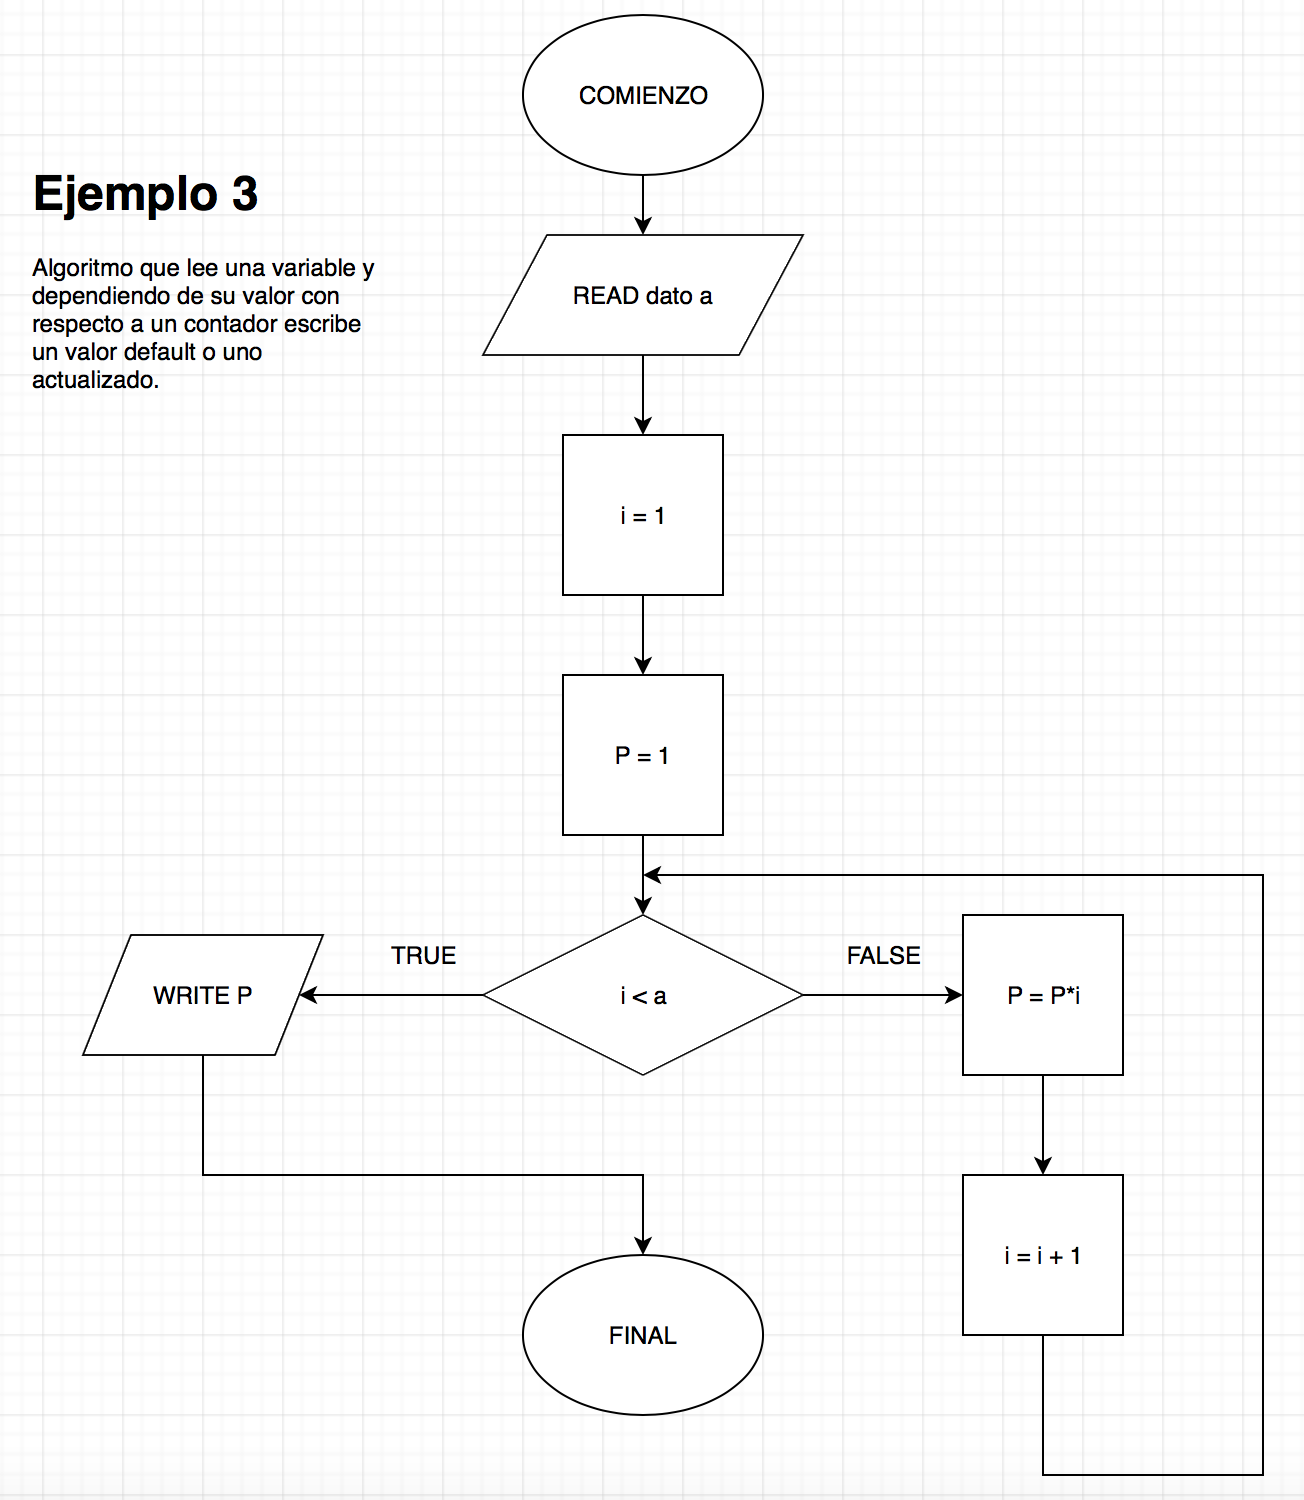 COMIENZO
Ejemplo 3
Algoritmo que lee una variable y
dependiendo de su valor con
respecto a un contador escribe
un valor default o uno
actualizado.
READ dato a
i = 1
P = 1
TRUE
FALSE
WRITE P
i < a
P = P*i
i = i + 1
FINAL